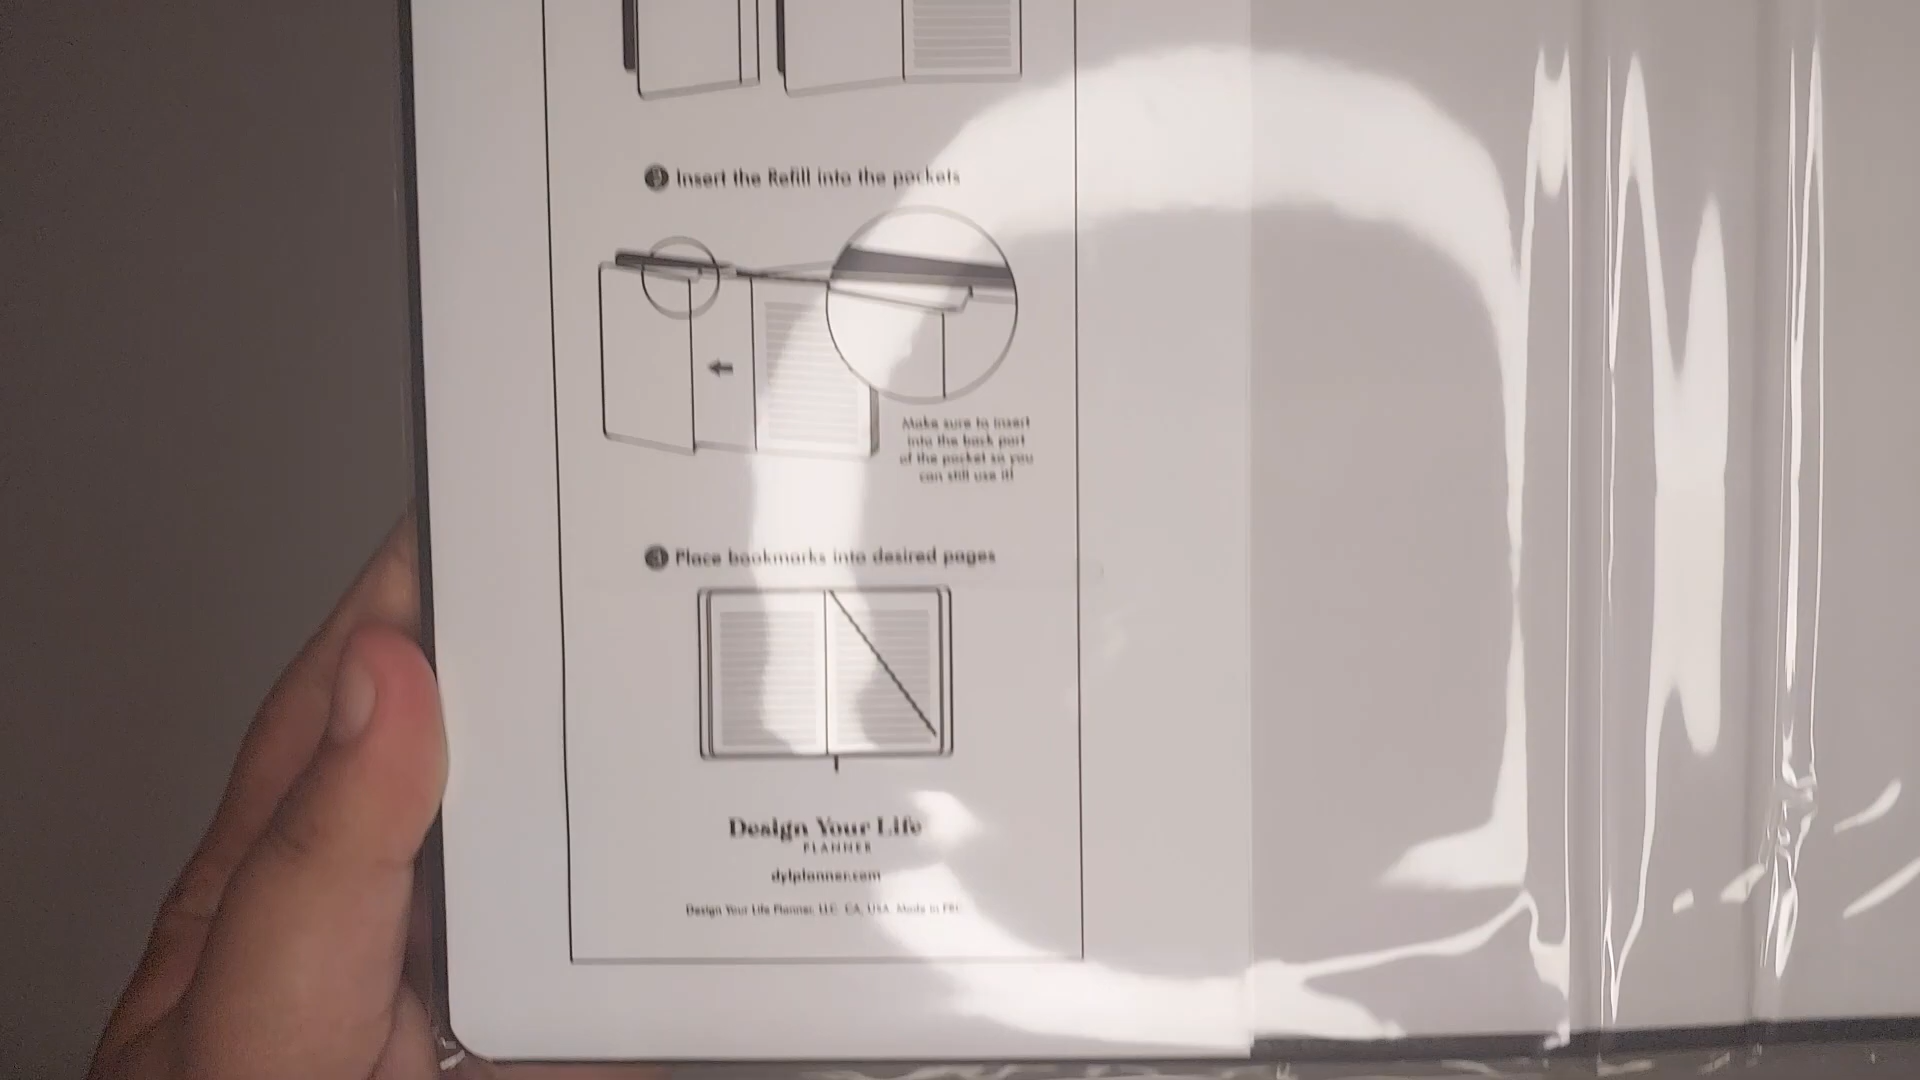 Insert the Refill into the pockets
Make sure to insert
into the back part
of the pocket so you
can still use it!
Place bookmarks into desired pages
Design Your Life
PLANNER
dylplanner.com
Design Your Life Planner, LLC CA, USA. Made in PRC